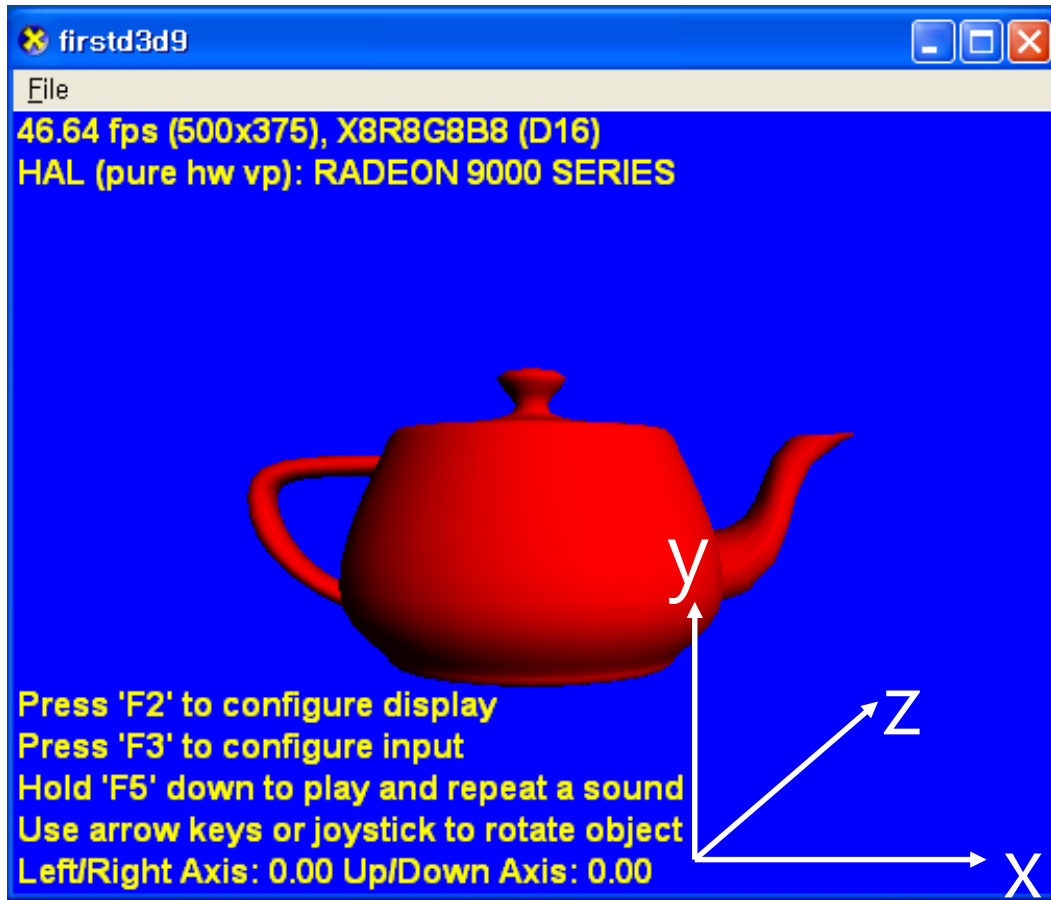 firstd3d9
File
46.64 fps (500x375), X8R8G8B8 (D16)
HAL (pure hw vp): RADEON 9000 SERIES
y
z
Press 'F2' to configure display
Press 'F3' to configure input
Hold 'F5' down to play and repeat a sound
Use arrow keys or joystick to rotate object
Left/Right Axis: 0.00 Up/Down Axis: 0.00
x